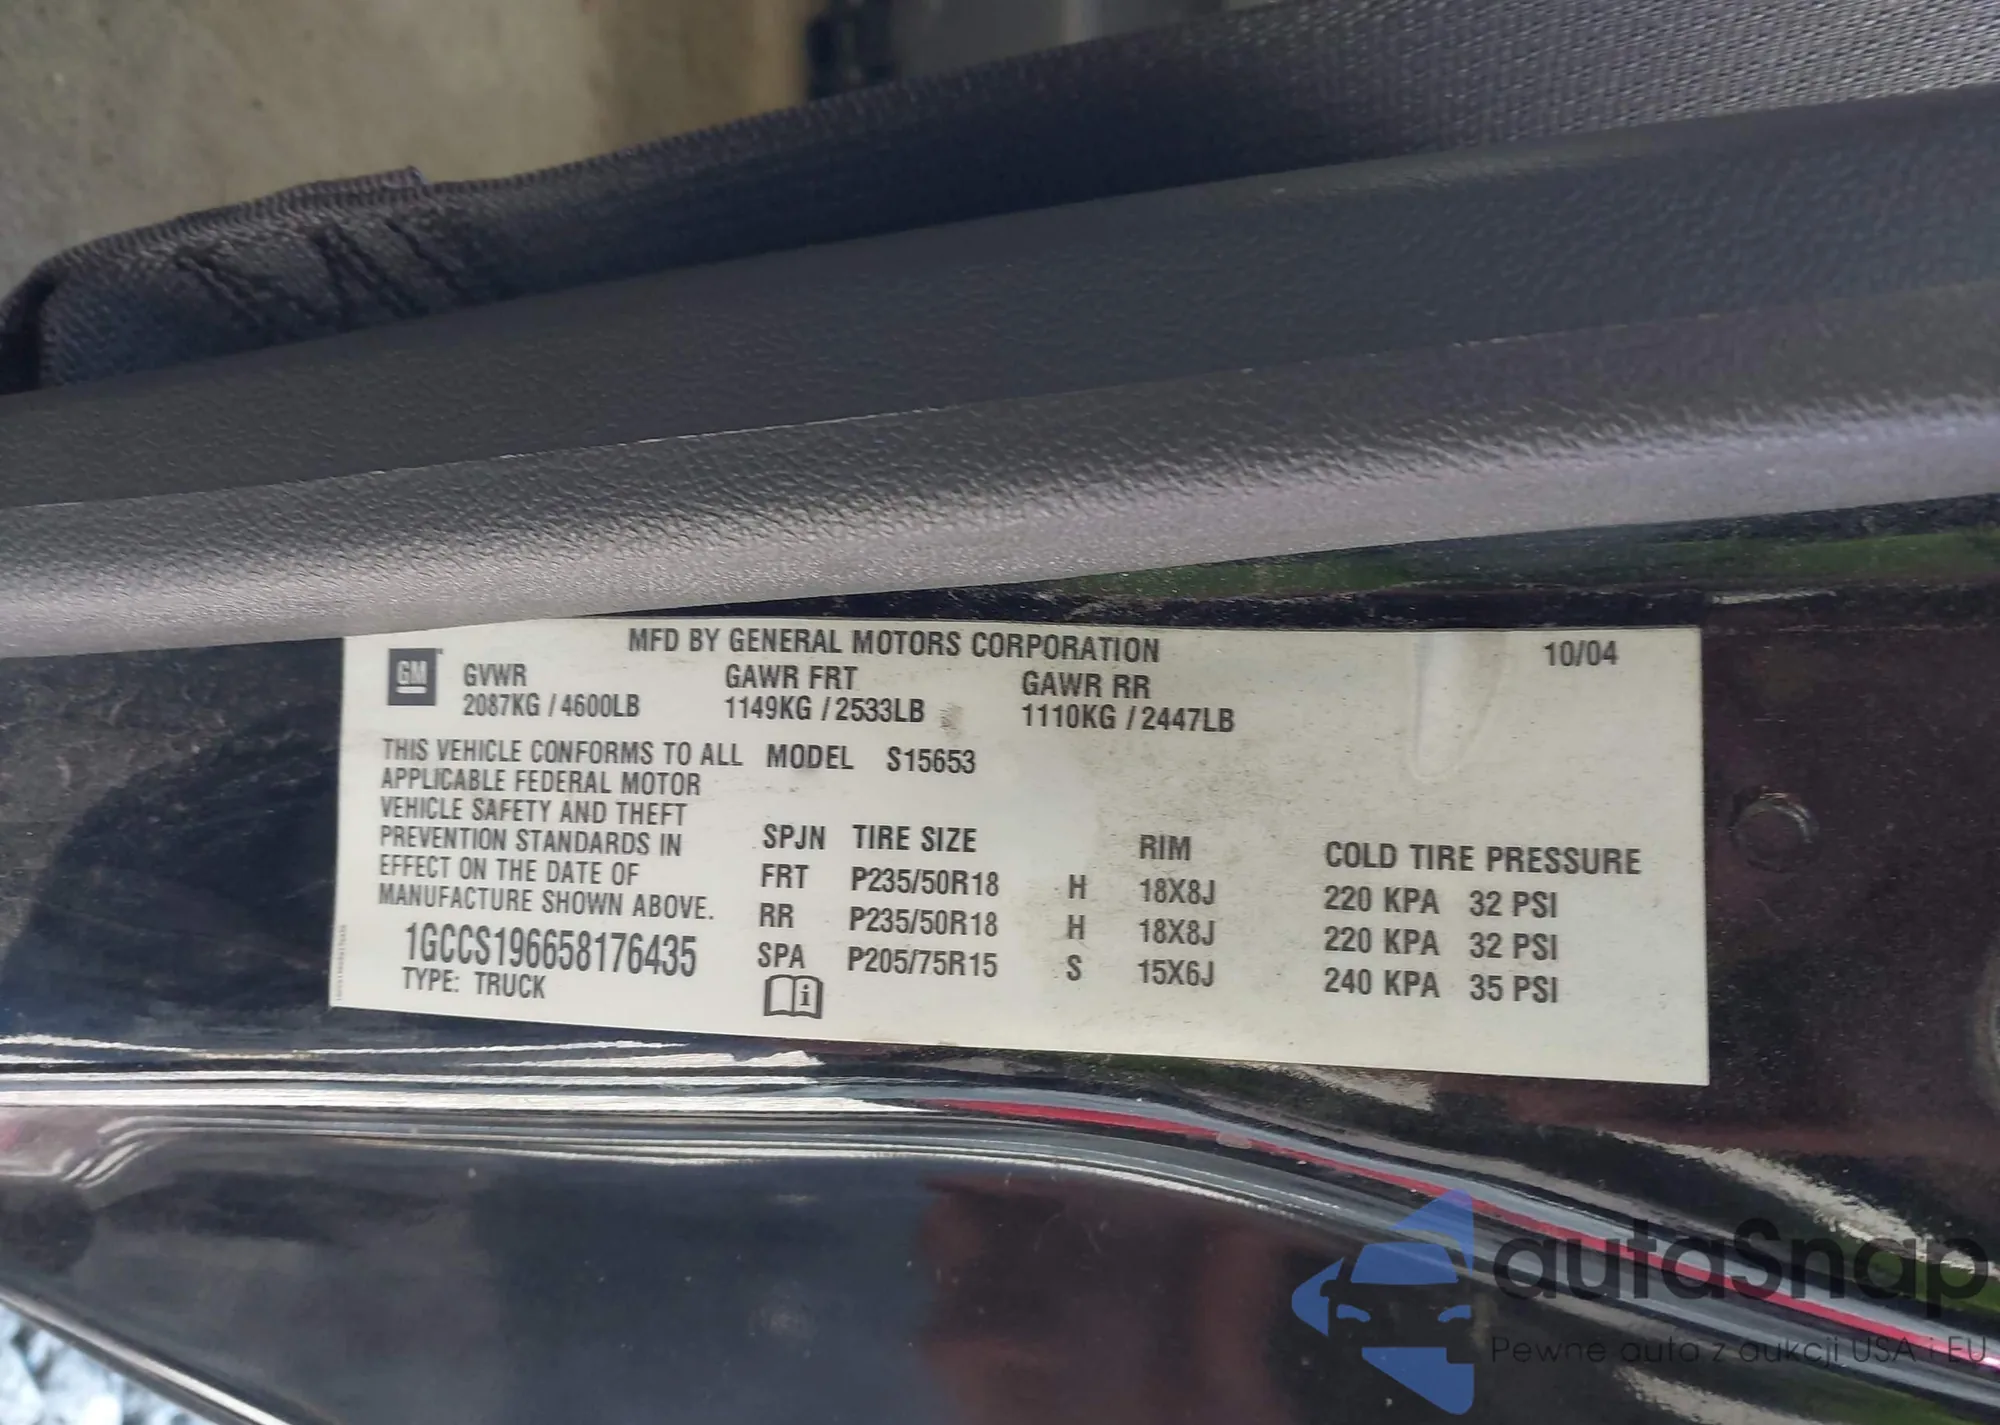 MFD BY GENERAL MOTORS CORPORATION 10/04
GM
GVWR GAWR FRT GAWR RR
2087KG / 4600LB 1149KG / 2533LB 1110KG / 2447LB
THIS VEHICLE CONFORMS TO ALL MODEL S15653
APPLICABLE FEDERAL MOTOR
VEHICLE SAFETY AND THEFT
PREVENTION STANDARDS IN
EFFECT ON THE DATE OF
MANUFACTURE SHOWN ABOVE.
1GCCS196658176435
TYPE: TRUCK
SPJN TIRE SIZE RIM COLD TIRE PRESSURE
FRT P235/50R18 H 18X8J 220 KPA 32 PSI
RR P235/50R18 H 18X8J 220 KPA 32 PSI
SPA P205/75R15 S 15X6J 240 KPA 35 PSI
i
autaSnap
Pewne auto z aukcji USA i EU